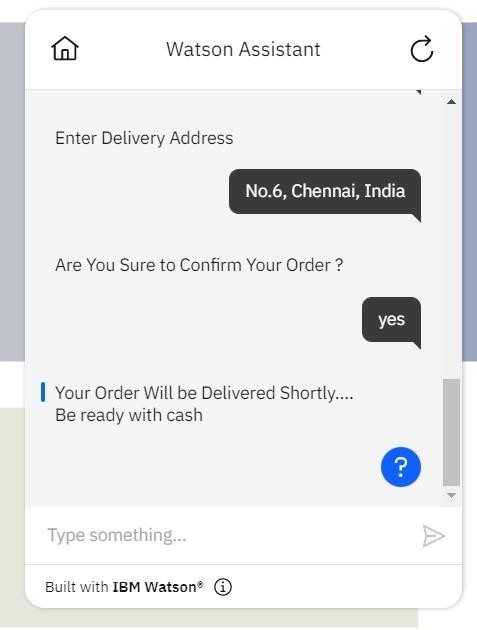 Watson Assistant
Enter Delivery Address
No.6, Chennai, India
Are You Sure to Confirm Your Order ?
yes
Your Order Will be Delivered Shortly....
Be ready with cash
?
Type something...
Built with IBM Watson®